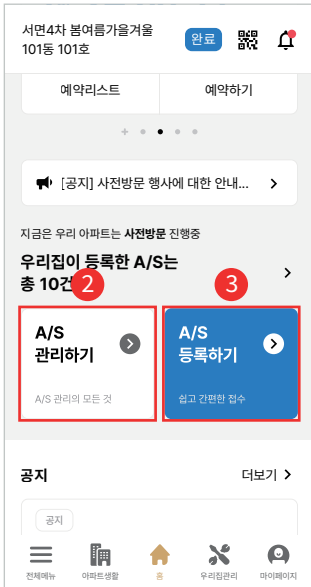 서면4차 봄여름가을겨울
101동 101호
완료
예약리스트
예약하기
[공지] 사전방문 행사에 대한 안내...
지금은 우리 아파트는 사전방문 진행중
우리집이 등록한 A/S는
총 10건
2
3
A/S
관리하기
A/S 관리의 모든 것
A/S
등록하기
쉽고 간편한 접수
공지
더보기
공지
전체메뉴
아파트생활
홈
우리집관리
마이페이지